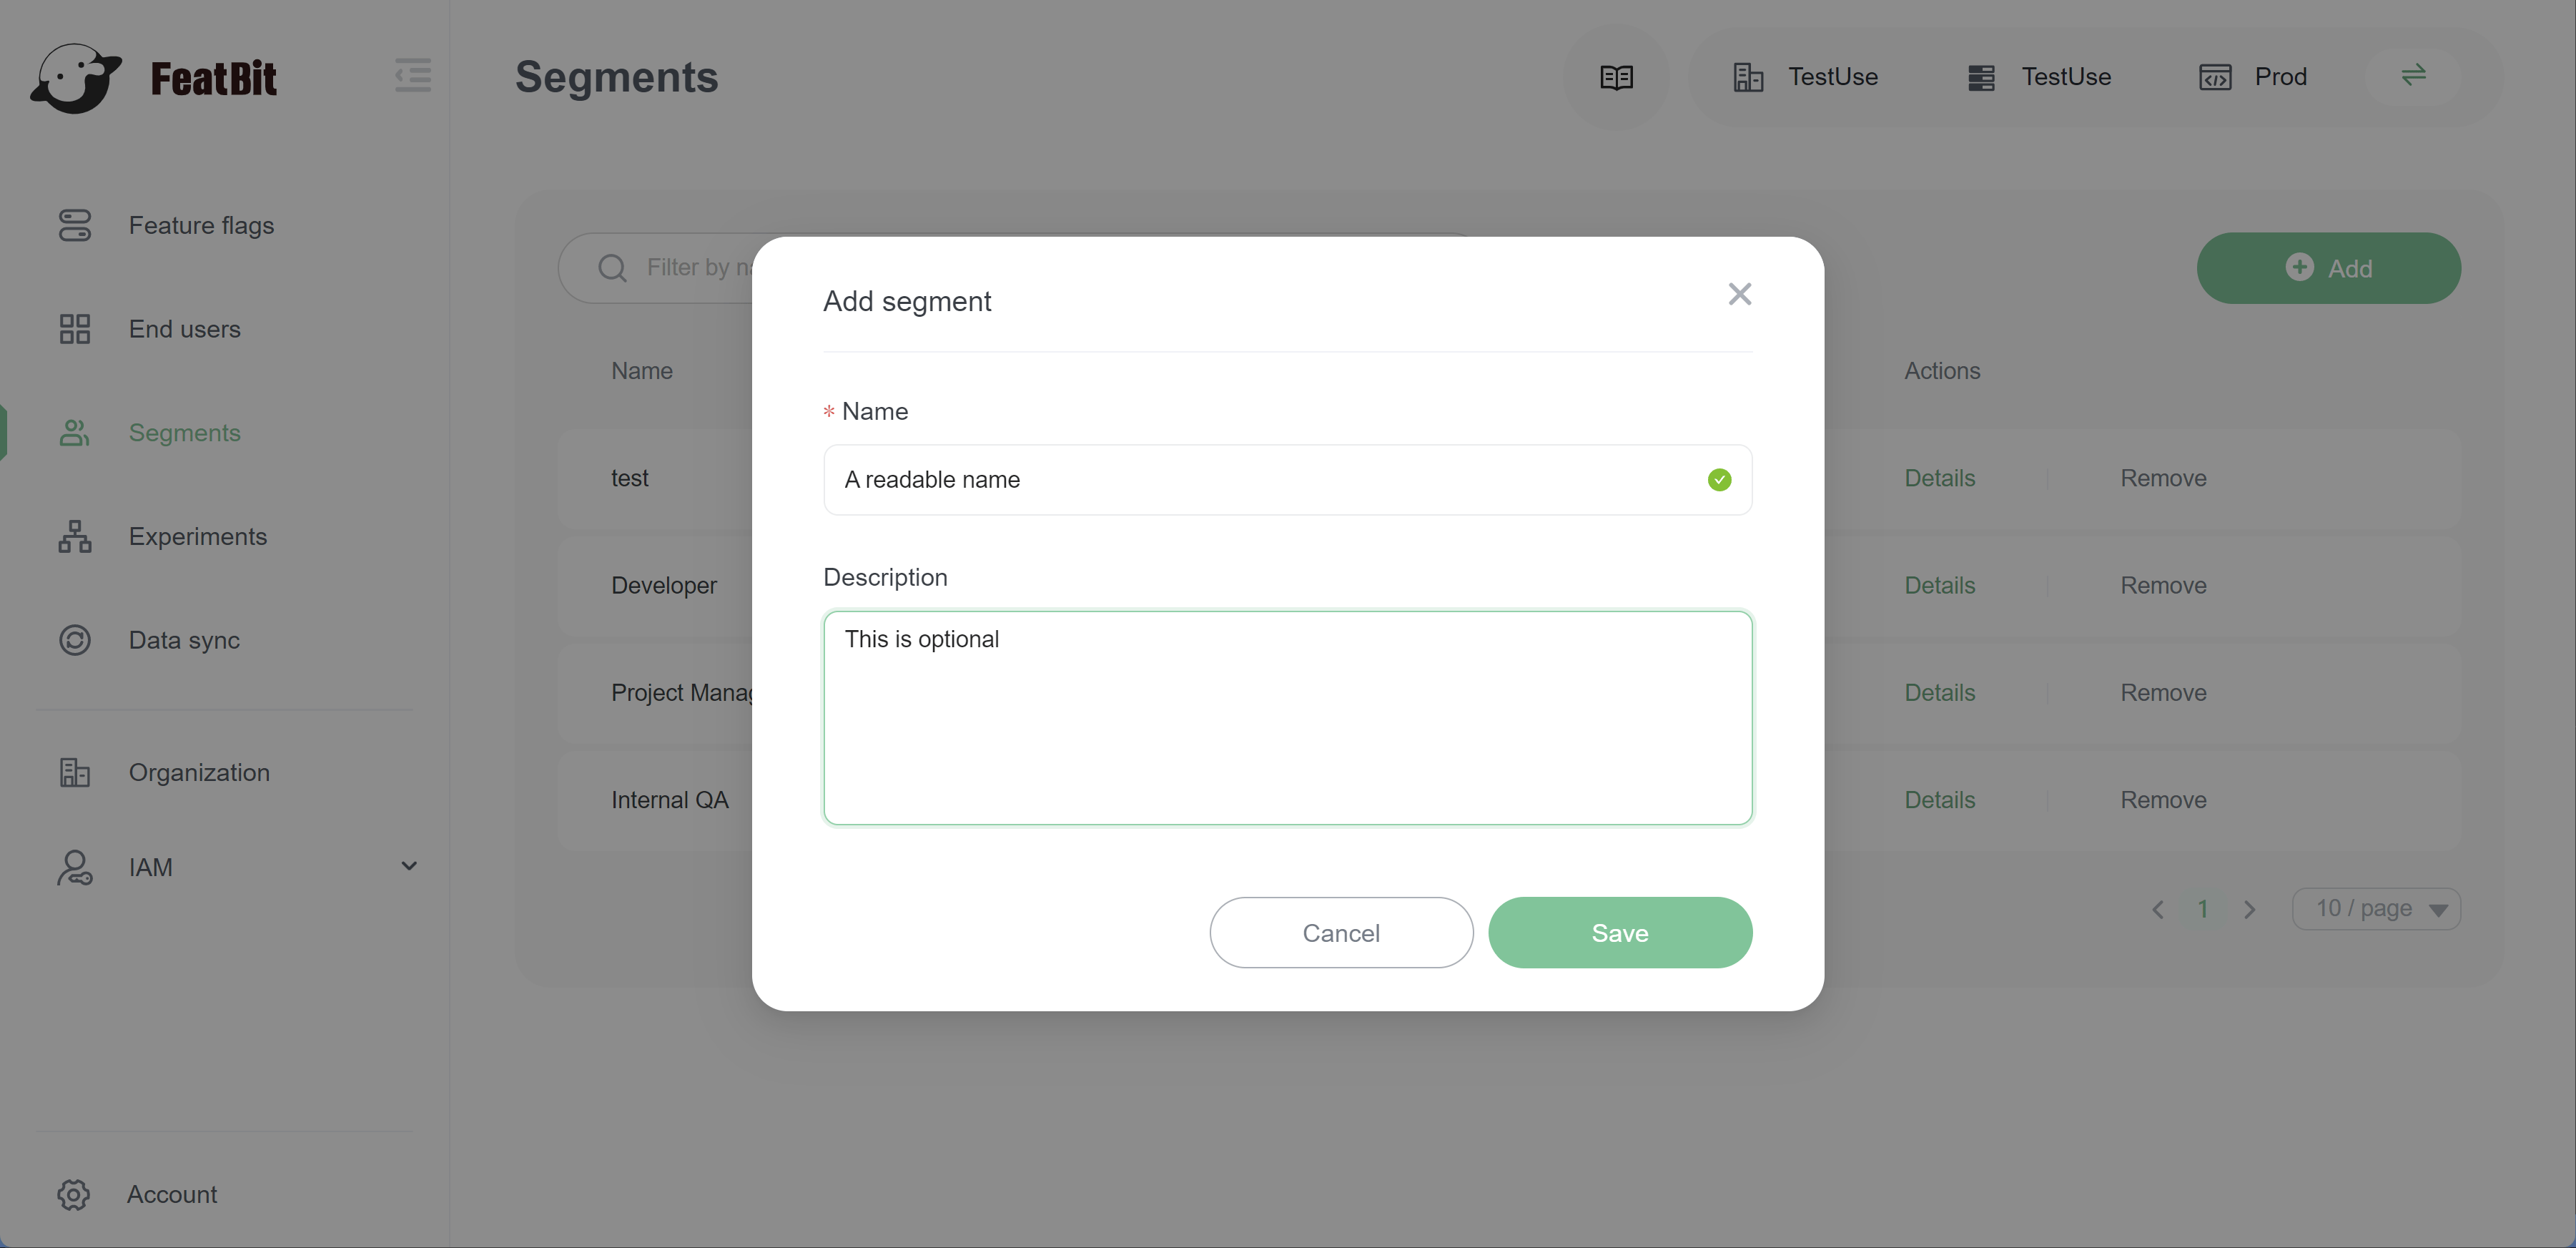 FeatBit
Segments
TestUse
TestUse
Prod
Feature flags
End users
Segments
Experiments
Data sync
Organization
IAM
Account
Filter by
Add
Name
Actions
test
Details
Remove
Developer
Details
Remove
Project
Details
Remove
Internal QA
Details
Remove
1
10 / page
Add segment
* Name
A readable name
Description
This is optional
Cancel
Save